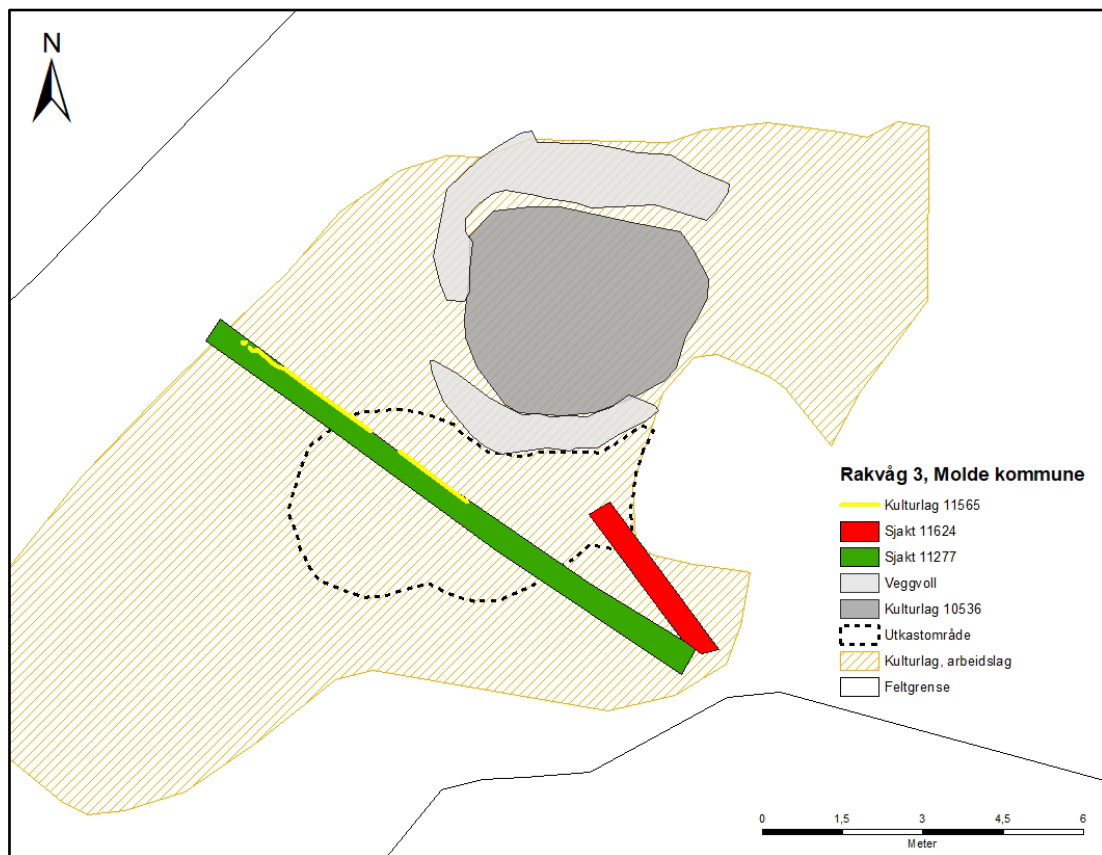 N
Rakvåg 3, Molde kommune
Kulturlag 11565
Sjakt 11624
Sjakt 11277
Veggvoll
Kulturlag 10536
Utkastområde
Kulturlag, arbeidslag
Feltgrense
0 1,5 3 4,5 6
Meter